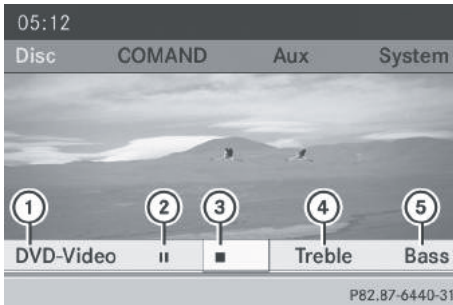 05:12
Disc COMAND Aux System
1 2 3 4 5
DVD-Video Treble Bass
P82.87-6440-31